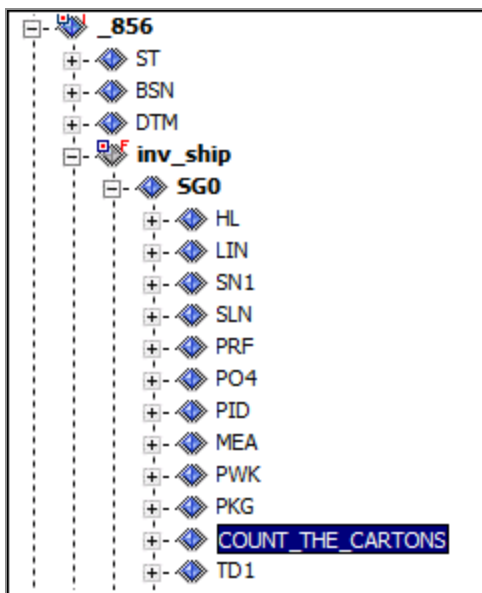 _856
ST
BSN
DTM
inv_ship
SG0
HL
LIN
SN1
SLN
PRF
PO4
PID
MEA
PWK
PKG
COUNT_THE_CARTONS
TD1